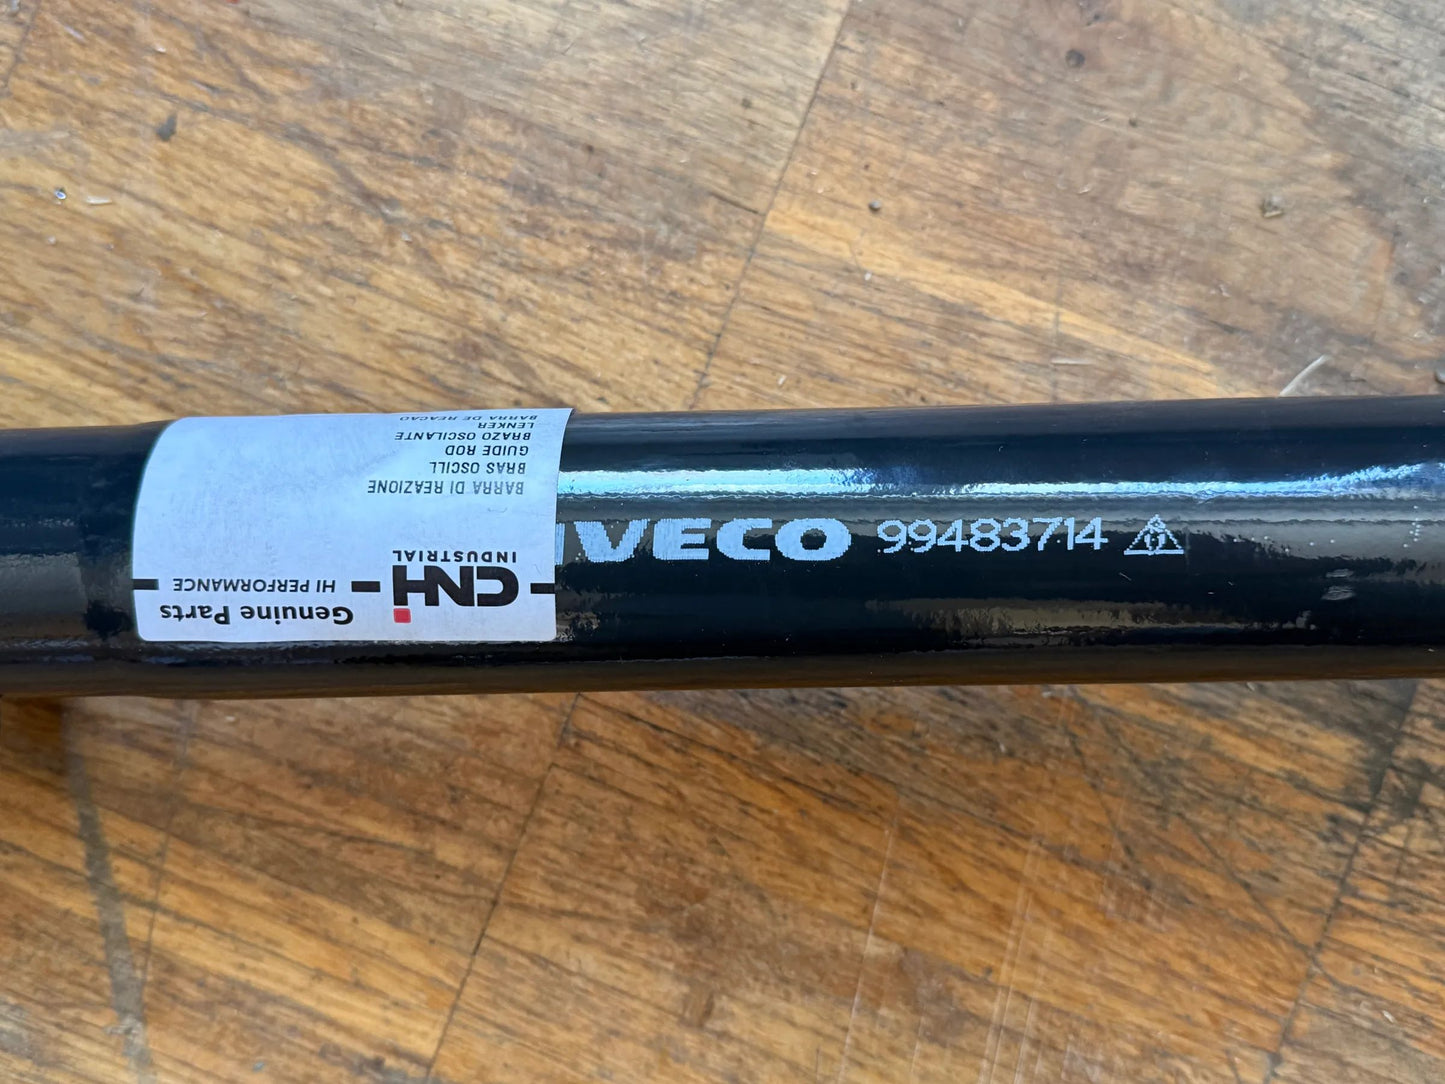 IVECO 99483714
Genuine Parts
HI PERFORMANCE
CNH
INDUSTRIAL
BARRA DI REAZIONE
BRAS OSCILL
GUIDE ROD
BRAZO OSCILANTE
LENKER
BARRA DE REACAO